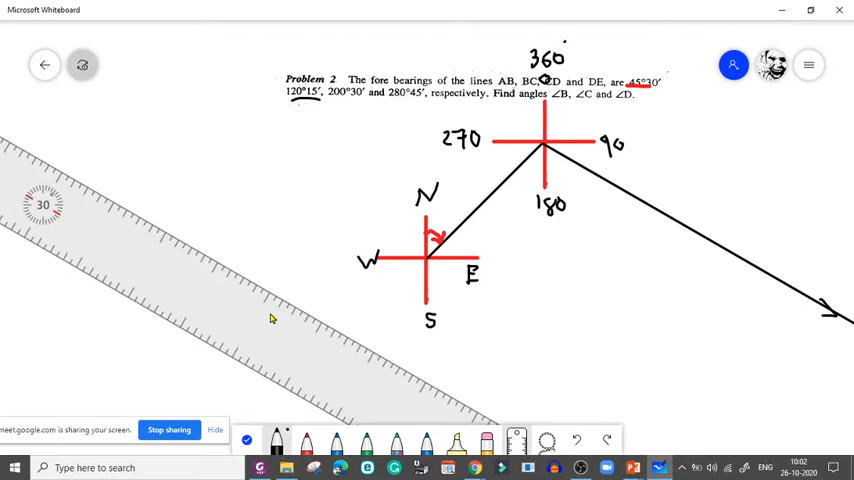 Microsoft Whiteboard
360
0
Problem 2 The fore bearings of the lines AB, BC, CD and DE, are 45°30′
120°15′, 200°30′ and 280°45′, respectively. Find angles ∠B, ∠C and ∠D.
270
90
180
N
W
E
S
30
meet.google.com is sharing your screen.
Stop sharing
Hide
Type here to search
ENG
10:02
26-10-2020